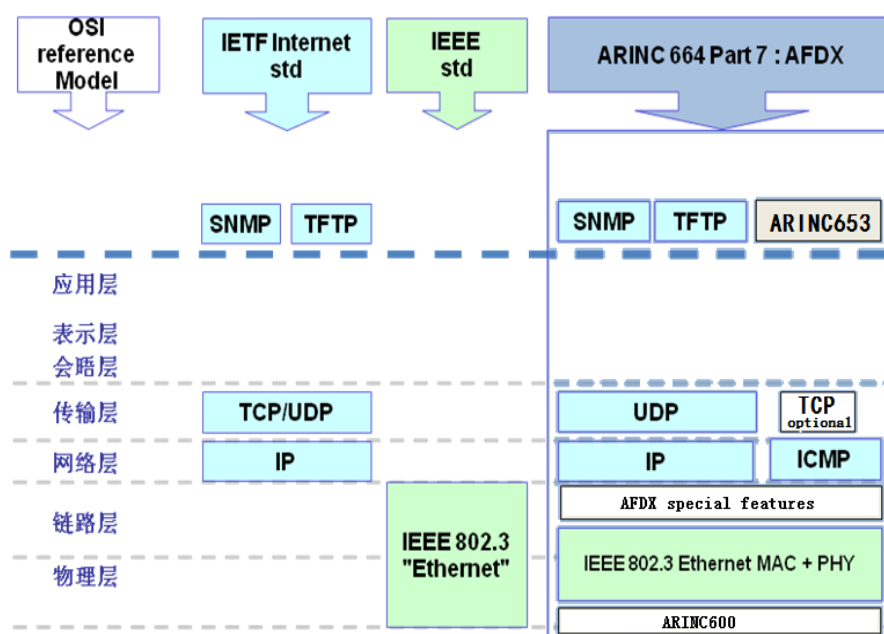 OSI
reference
Model
IETF Internet
std
IEEE
std
ARINC 664 Part 7 : AFDX
SNMP
TFTP
SNMP
TFTP
ARINC653
应用层
表示层
会晤层
传输层
TCP/UDP
UDP
TCP
optional
网络层
IP
IP
ICMP
链路层
AFDX special features
IEEE 802.3
"Ethernet"
IEEE 802.3 Ethernet MAC + PHY
物理层
ARINC600